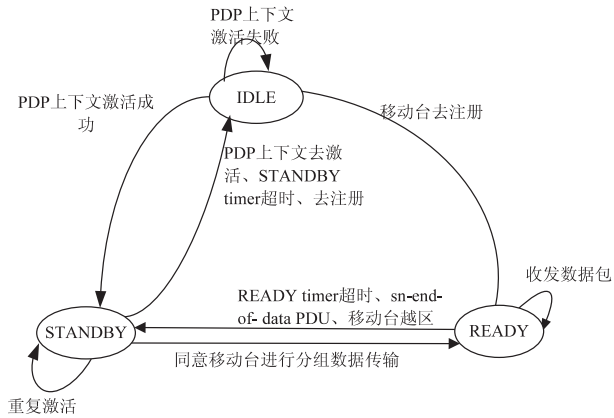 PDP上下文
激活失败
IDLE
PDP上下文激活成
功
移动台去注册
PDP上下文去激
活、STANDBY
timer超时、去注册
收发数据包
READY timer超时、sn-end-
of- data PDU、移动台越区
STANDBY
READY
同意移动台进行分组数据传输
重复激活